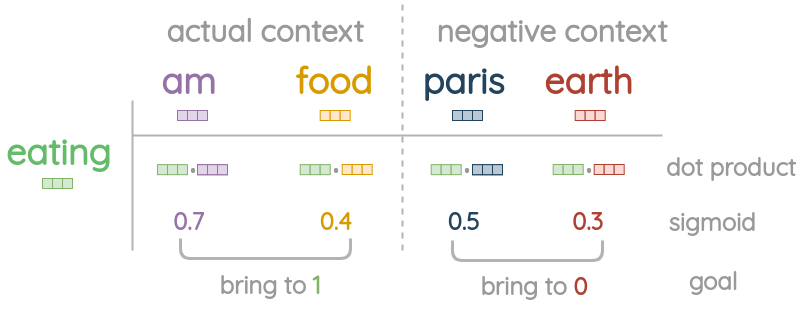 actual context negative context
am food paris earth
eating
dot product
0.7 0.4 0.5 0.3 sigmoid
bring to 1 bring to 0 goal